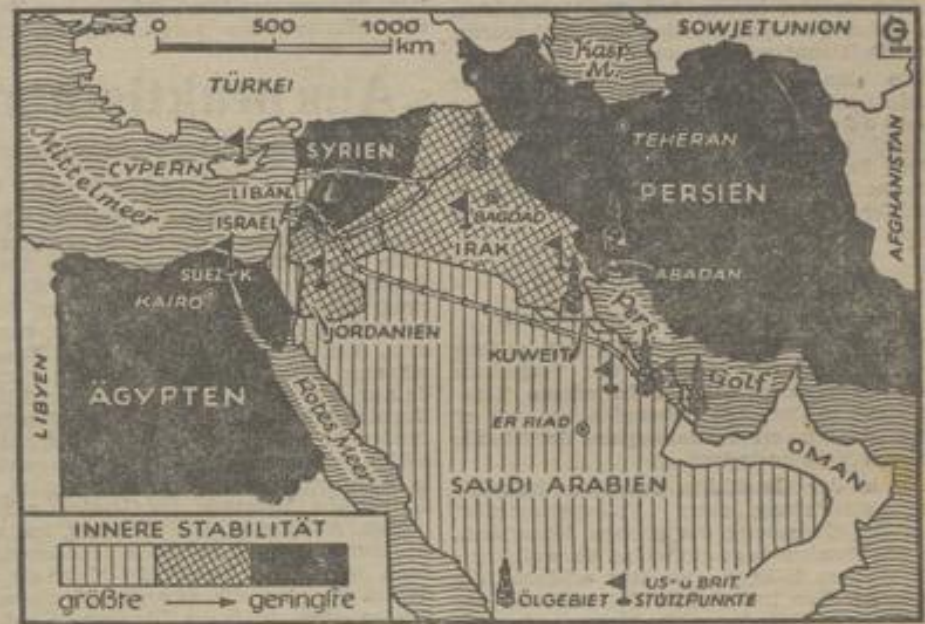 0 500 1000
km
SOWJETUNION
Kasp.
M.
TÜRKEI
AFGHANISTAN
TEHERAN
SYRIEN
CYPERN
PERSIEN
Mittelmeer
LIBAN.
BAGDAD
ISRAEL
IRAK
SUEZ-K.
ABADAN
KAIRO
Pers.
JORDANIEN
KUWEIT
Golf
LIBYEN
ÄGYPTEN
Rotes Meer
ER RIAD
OMAN
SAUDI ARABIEN
INNERE STABILITÄT
größte → geringste
ÖLGEBIET
US- u BRIT.
STÜTZPUNKTE